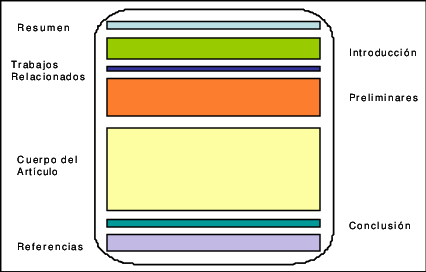 Resumen
Introducción
Trabajos
Relacionados
Preliminares
Cuerpo del
Artículo
Conclusión
Referencias